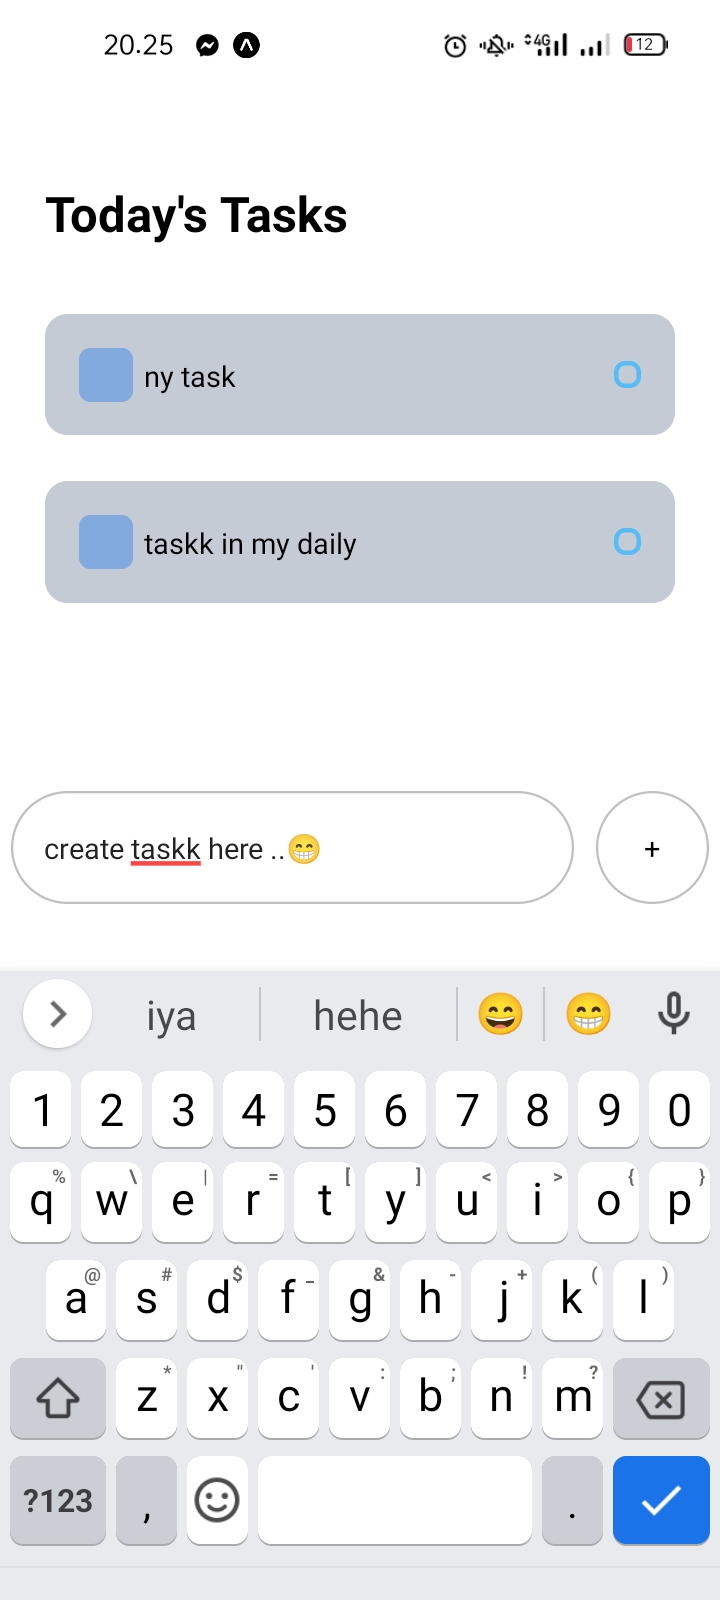 20.25 4G 12
Today's Tasks
ny task
taskk in my daily
create taskk here ..😁
+
iya hehe 😄 😁
1 2 3 4 5 6 7 8 9 0
% \ | = [ ] < > { }
q w e r t y u i o p
@ # $ _ & - + ( )
a s d f g h j k l
* " ' : ; ! ?
z x c v b n m
?123 , .